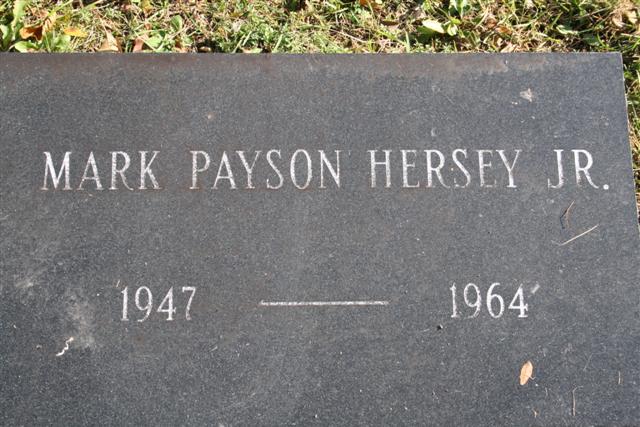 MARK PAYSON HERSEY JR.
1947 — 1964